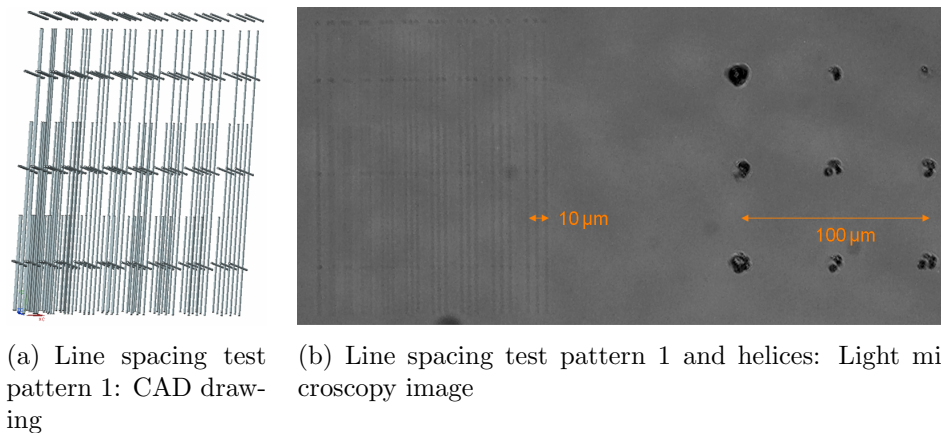 10 µm
100 µm
(a) Line spacing test
pattern 1: CAD draw-
ing
(b) Line spacing test pattern 1 and helices: Light mi
croscopy image